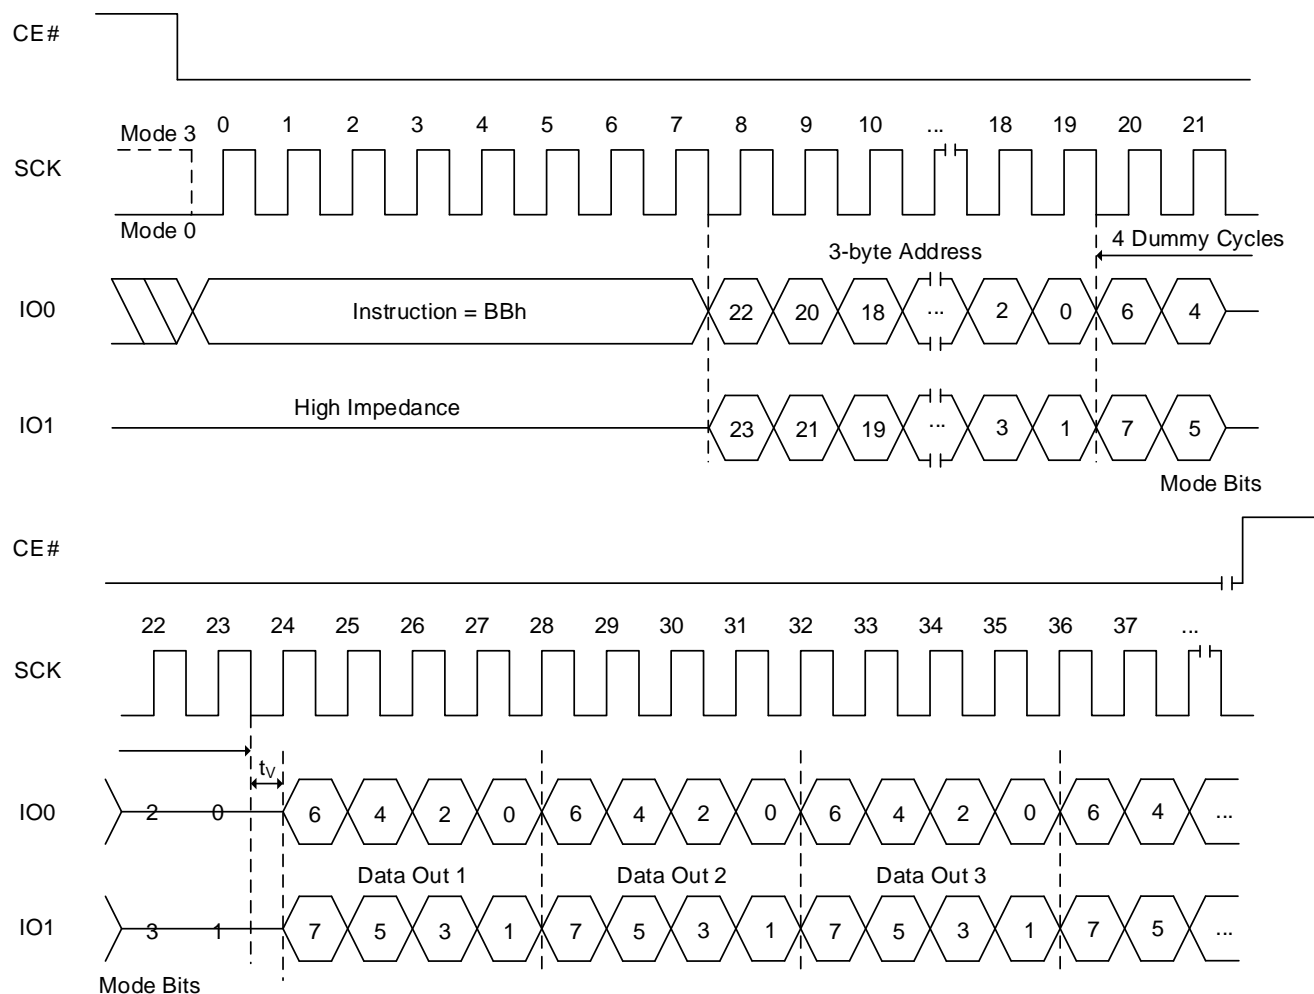 CE#
Mode 3 0 1 2 3 4 5 6 7 8 9 10 ... 18 19 20 21
SCK
Mode 0
3-byte Address 4 Dummy Cycles
IO0 Instruction = BBh 22 20 18 ... 2 0 6 4
High Impedance
IO1 23 21 19 ... 3 1 7 5
Mode Bits
CE#
22 23 24 25 26 27 28 29 30 31 32 33 34 35 36 37 ...
SCK
tV
IO0 2 0 6 4 2 0 6 4 2 0 6 4 2 0 6 4 ...
Data Out 1 Data Out 2 Data Out 3
IO1 3 1 7 5 3 1 7 5 3 1 7 5 3 1 7 5 ...
Mode Bits